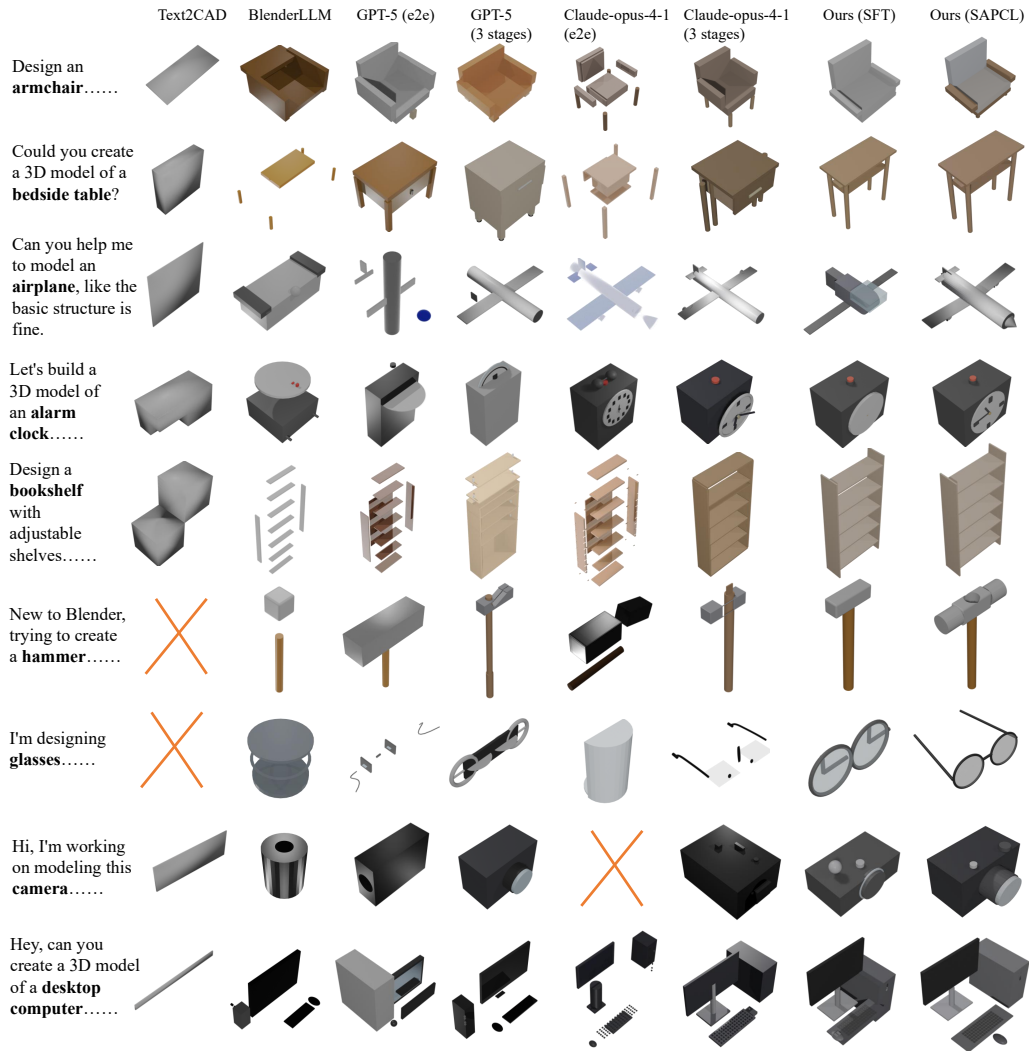 Text2CAD BlenderLLM GPT-5 (e2e) GPT-5 (3 stages) Claude-opus-4-1 (e2e) Claude-opus-4-1 (3 stages) Ours (SFT) Ours (SAPCL)
Design an
armchair……
Could you create
a 3D model of a
bedside table?
Can you help me
to model an
airplane, like the
basic structure is
fine.
Let's build a
3D model of
an alarm
clock……
Design a
bookshelf
with
adjustable
shelves……
New to Blender,
trying to create
a hammer……
I'm designing
glasses……
Hi, I'm working
on modeling this
camera……
Hey, can you
create a 3D model
of a desktop
computer……